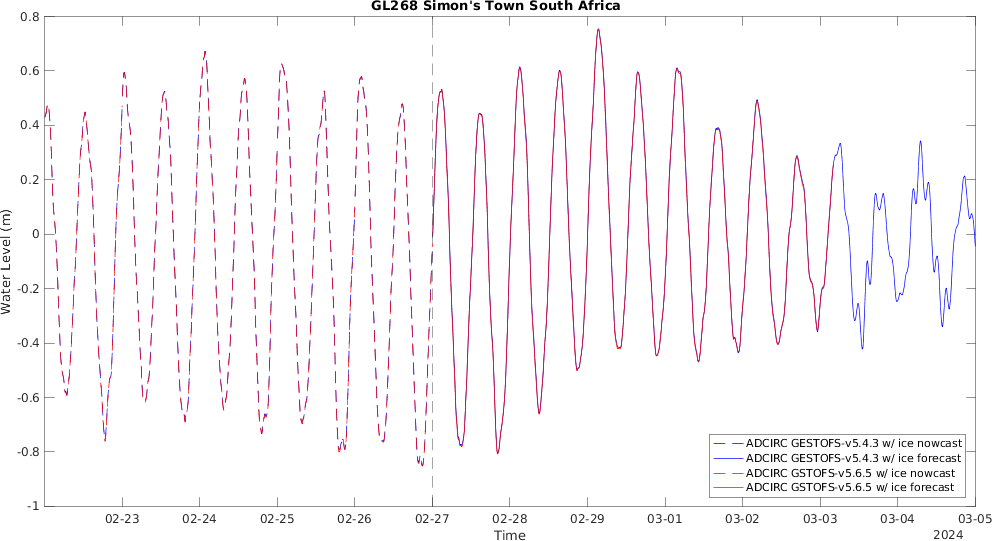 GL268 Simon's Town South Africa
0.8
0.6
0.4
0.2
0
-0.2
-0.4
-0.6
-0.8
-1
Water Level (m)
ADCIRC GESTOFS-v5.4.3 w/ ice nowcast
ADCIRC GESTOFS-v5.4.3 w/ ice forecast
ADCIRC GSTOFS-v5.6.5 w/ ice nowcast
ADCIRC GSTOFS-v5.6.5 w/ ice forecast
02-23 02-24 02-25 02-26 02-27 02-28 02-29 03-01 03-02 03-03 03-04 03-05
Time
2024